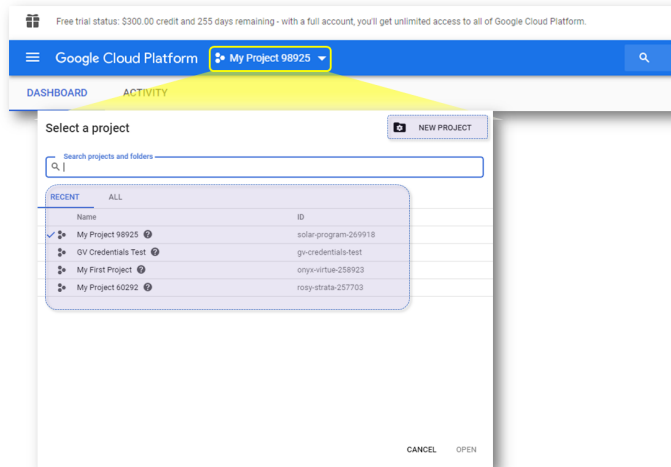 Free trial status: $300.00 credit and 255 days remaining - with a full account, you'll get unlimited access to all of Google Cloud Platform.
Google Cloud Platform My Project 98925
DASHBOARD ACTIVITY
Select a project NEW PROJECT
Search projects and folders
RECENT ALL
Name ID
My Project 98925 solar-program-269918
GV Credentials Test gv-credentials-test
My First Project onyx-virtue-258923
My Project 60292 rosy-strata-257703
CANCEL OPEN